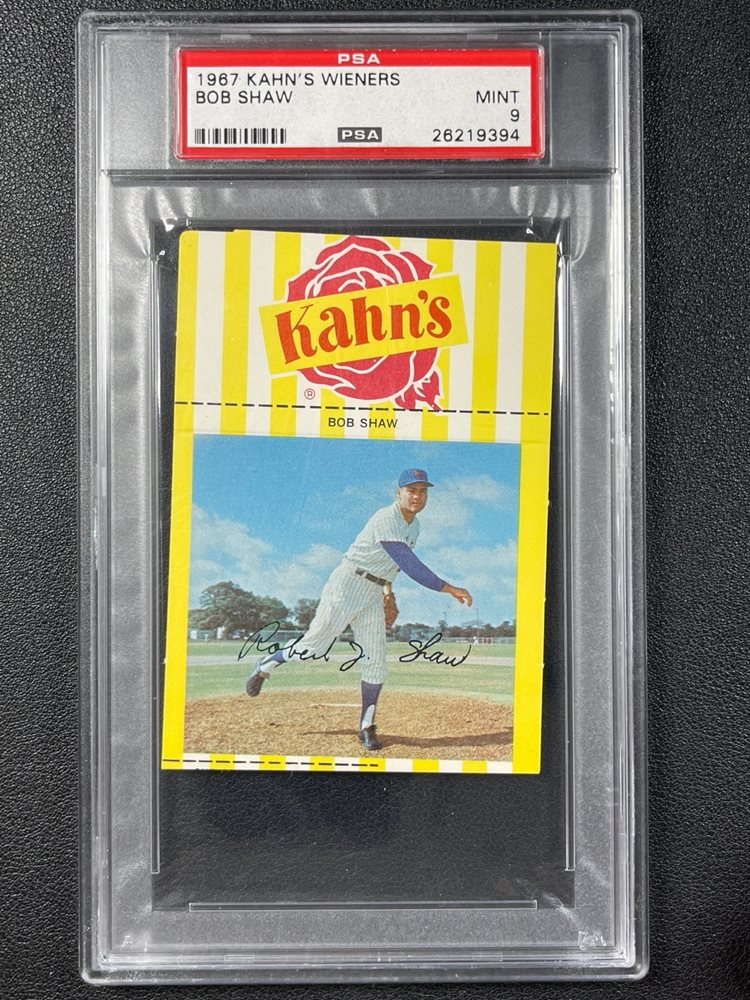 PSA
1967 KAHN'S WIENERS
BOB SHAW MINT
9
PSA 26219394
Kahn's
®
BOB SHAW
Robert J. Shaw